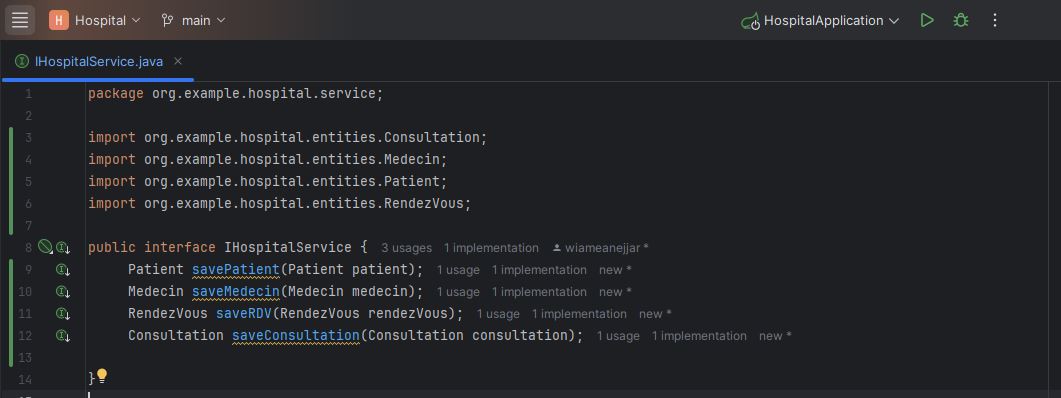 H Hospital main HospitalApplication
IHospitalService.java
1 package org.example.hospital.service;
2
3 import org.example.hospital.entities.Consultation;
4 import org.example.hospital.entities.Medecin;
5 import org.example.hospital.entities.Patient;
6 import org.example.hospital.entities.RendezVous;
7
8 public interface IHospitalService { 3 usages 1 implementation wiameanejjar *
9 Patient savePatient(Patient patient); 1 usage 1 implementation new *
10 Medecin saveMedecin(Medecin medecin); 1 usage 1 implementation new *
11 RendezVous saveRDV(RendezVous rendezVous); 1 usage 1 implementation new *
12 Consultation saveConsultation(Consultation consultation); 1 usage 1 implementation new *
13
14 }